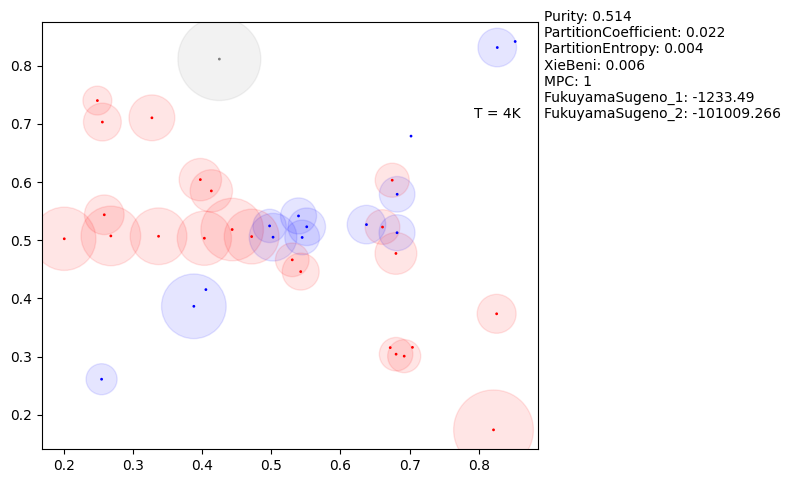 Purity: 0.514
PartitionCoefficient: 0.022
PartitionEntropy: 0.004
XieBeni: 0.006
MPC: 1
FukuyamaSugeno_1: -1233.49
FukuyamaSugeno_2: -101009.266
T = 4K
0.8
0.7
0.6
0.5
0.4
0.3
0.2
0.2 0.3 0.4 0.5 0.6 0.7 0.8